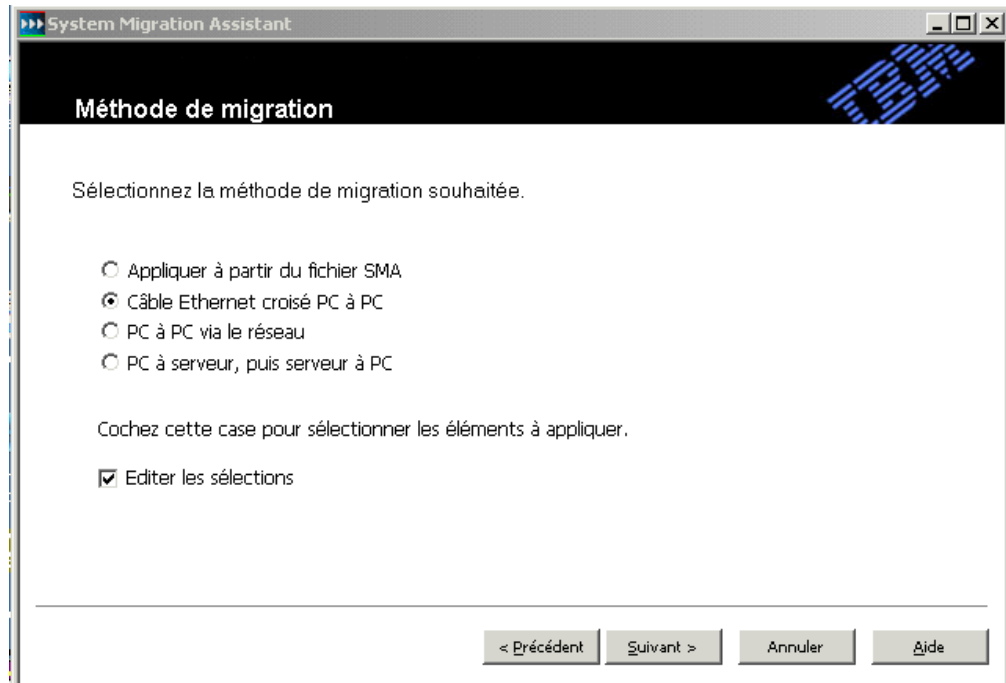 System Migration Assistant
IBM
Méthode de migration
Sélectionnez la méthode de migration souhaitée.
Appliquer à partir du fichier SMA
Câble Ethernet croisé PC à PC
PC à PC via le réseau
PC à serveur, puis serveur à PC
Cochez cette case pour sélectionner les éléments à appliquer.
Editer les sélections
< Précédent Suivant > Annuler Aide